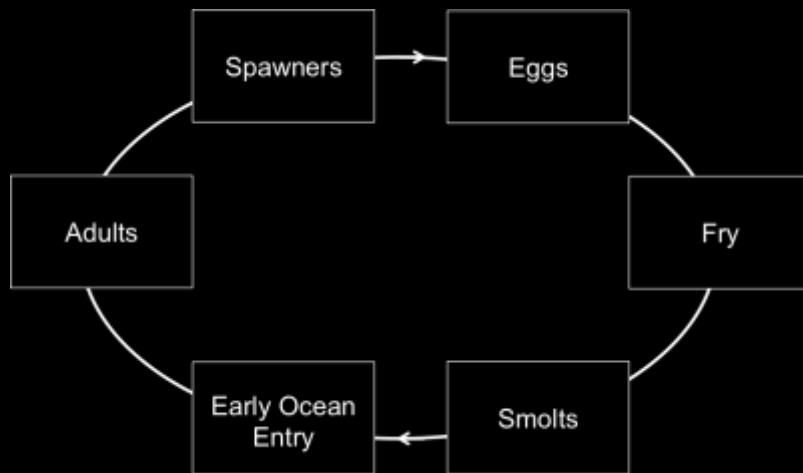 Spawners
Eggs
Adults
Fry
Early Ocean
Entry
Smolts